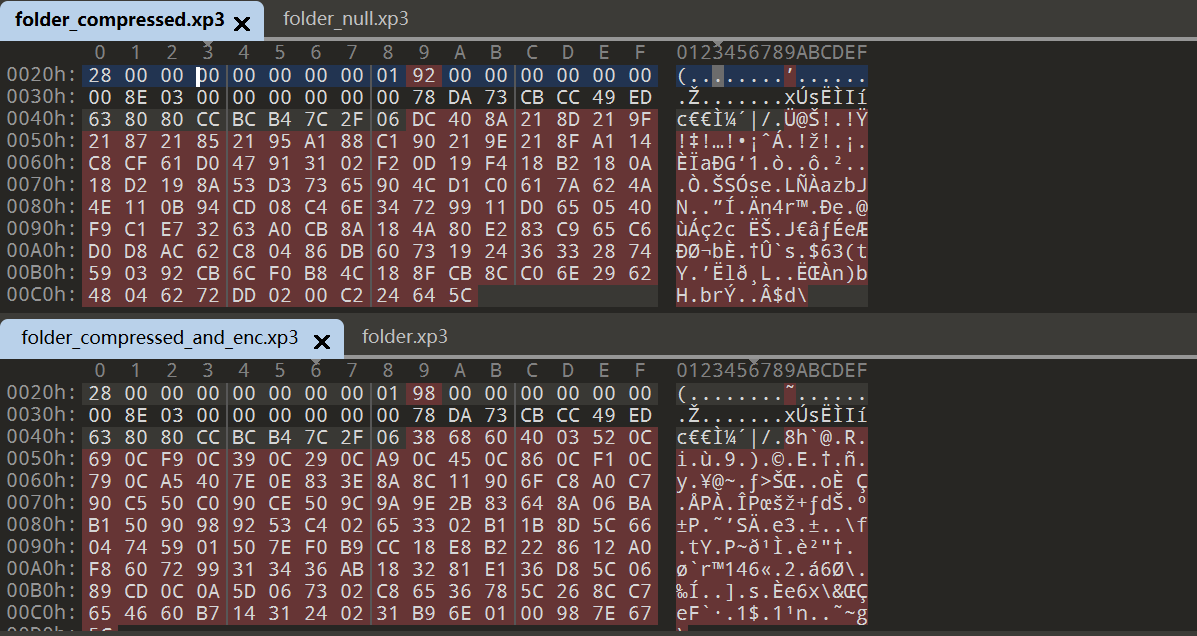 folder_compressed.xp3 × folder_null.xp3
0 1 2 3 4 5 6 7 8 9 A B C D E F 0123456789ABCDEF
0020h: 28 00 00 00 00 00 00 00 01 92 00 00 00 00 00 00 (........’......
0030h: 00 8E 03 00 00 00 00 00 00 78 DA 73 CB CC 49 ED .Ž.......xÚsËÌIí
0040h: 63 80 80 CC BC B4 7C 2F 06 DC 40 8A 21 8D 21 9F c€€Ì¼´|/.Ü@Š!.!Ÿ
0050h: 21 87 21 85 21 95 A1 88 C1 90 21 9E 21 8F A1 14 !‡!…!•¡ˆÁ.!ž!.¡.
0060h: C8 CF 61 D0 47 91 31 02 F2 0D 19 F4 18 B2 18 0A ÈÏaÐG‘1.ò..ô.²..
0070h: 18 D2 19 8A 53 D3 73 65 90 4C D1 C0 61 7A 62 4A .Ò.ŠSÓse.LÑÀazbJ
0080h: 4E 11 0B 94 CD 08 C4 6E 34 72 99 11 D0 65 05 40 N..”Í.Än4r™.Ðe.@
0090h: F9 C1 E7 32 63 A0 CB 8A 18 4A 80 E2 83 C9 65 C6 ùÁç2c ËŠ.J€âƒÉeÆ
00A0h: D0 D8 AC 62 C8 04 86 DB 60 73 19 24 36 33 28 74 ÐØ¬bÈ.†Û`s.$63(t
00B0h: 59 03 92 CB 6C F0 B8 4C 18 8F CB 8C C0 6E 29 62 Y.’Ëlð¸L..ËŒÀn)b
00C0h: 48 04 62 72 DD 02 00 C2 24 64 5C H.brÝ..Â$d\
folder_compressed_and_enc.xp3 × folder.xp3
0 1 2 3 4 5 6 7 8 9 A B C D E F 0123456789ABCDEF
0020h: 28 00 00 00 00 00 00 00 01 98 00 00 00 00 00 00 (........˜......
0030h: 00 8E 03 00 00 00 00 00 00 78 DA 73 CB CC 49 ED .Ž.......xÚsËÌIí
0040h: 63 80 80 CC BC B4 7C 2F 06 38 68 60 40 03 52 0C c€€Ì¼´|/.8h`@.R.
0050h: 69 0C F9 0C 39 0C 29 0C A9 0C 45 0C 86 0C F1 0C i.ù.9.).©.E.†.ñ.
0060h: 79 0C A5 40 7E 0E 83 3E 8A 8C 11 90 6F C8 A0 C7 y.¥@~.ƒ>ŠŒ..oÈ Ç
0070h: 90 C5 50 C0 90 CE 50 9C 9A 9E 2B 83 64 8A 06 BA .ÅPÀ.ÎPœšž+ƒdŠ.º
0080h: B1 50 90 98 92 53 C4 02 65 33 02 B1 1B 8D 5C 66 ±P.˜’SÄ.e3.±..\f
0090h: 04 74 59 01 50 7E F0 B9 CC 18 E8 B2 22 86 12 A0 .tY.P~ð¹Ì.è²"†.
00A0h: F8 60 72 99 31 34 36 AB 18 32 81 E1 36 D8 5C 06 ø`r™146«.2.á6Ø\.
00B0h: 89 CD 0C 0A 5D 06 73 02 C8 65 36 78 5C 26 8C C7 ‰Í..].s.Èe6x\&ŒÇ
00C0h: 65 46 60 B7 14 31 24 02 31 B9 6E 01 00 98 7E 67 eF`·.1$.1¹n..˜~g